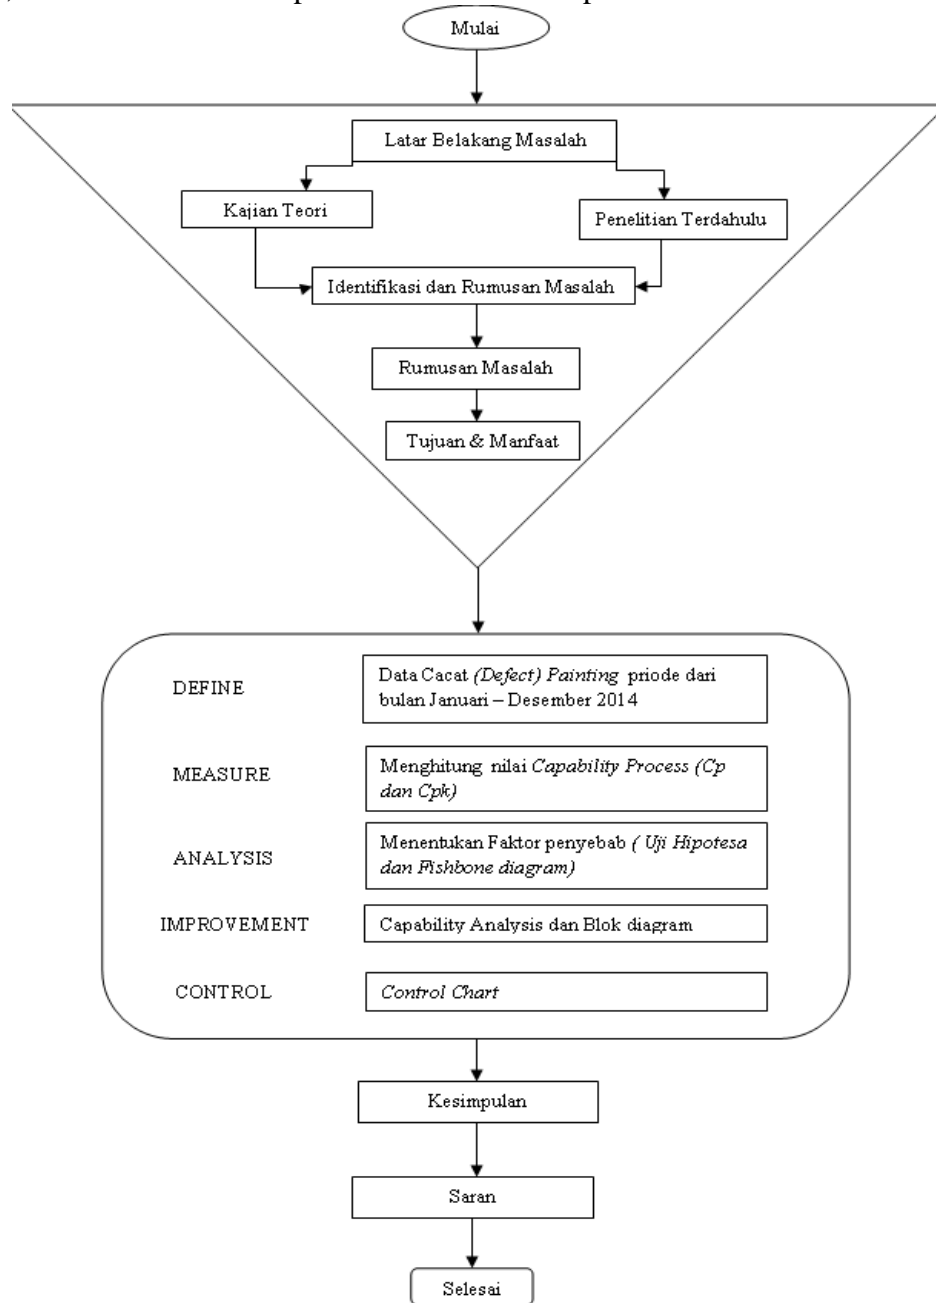 Mulai
Latar Belakang Masalah
Kajian Teori
Penelitian Terdahulu
Identifikasi dan Rumusan Masalah
Rumusan Masalah
Tujuan & Manfaat
DEFINE
Data Cacat (Defect) Painting priode dari
bulan Januari – Desember 2014
MEASURE
Menghitung nilai Capability Process (Cp
dan Cpk)
ANALYSIS
Menentukan Faktor penyebab ( Uji Hipotesa
dan Fishbone diagram)
IMPROVEMENT
Capability Analysis dan Blok diagram
CONTROL
Control Chart
Kesimpulan
Saran
Selesai